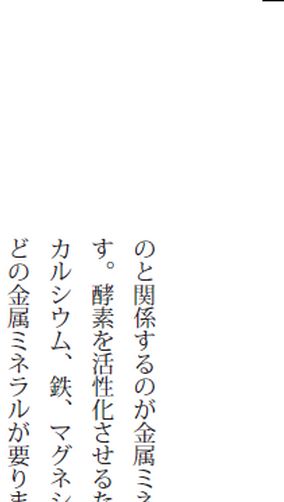 のと関係するのが金属ミネ
す。酵素を活性化させるた
カルシウム、鉄、マグネシ
どの金属ミネラルが要りま